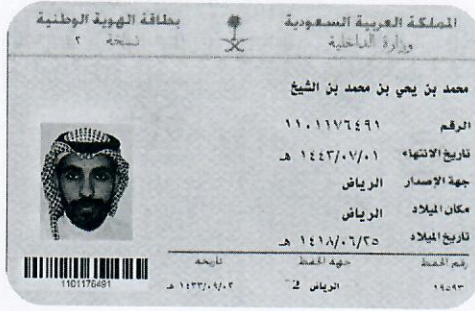 المملكة العربية السعودية
وزارة الداخلية
بطاقة الهوية الوطنية
نسخة ٢
محمد بن يحي بن محمد بن الشيخ
الرقم ١١٠١١٧٦٤٩١
تاريخ الانتهاء ١٤٤٣/٠٧/٠١ هـ
جهة الإصدار الرياض
مكان الميلاد الرياض
تاريخ الميلاد ١٤١٨/٠٦/٢٥ هـ
رقم الحفظ جهة الحفظ تاريخه
١٩٥٩٣ الرياض 2 ١٤٣٣/٠٩/٠٢ هـ
1101176491